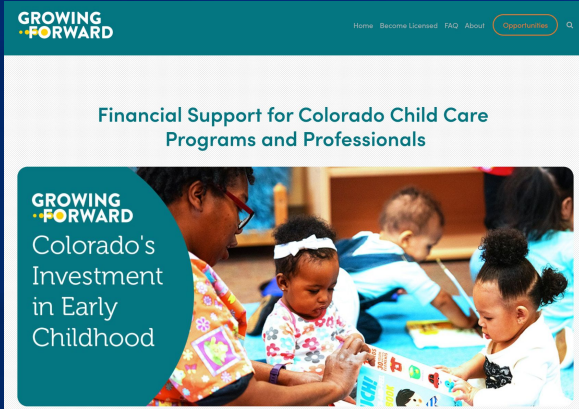 GROWING
FORWARD
Home Become Licensed FAQ About Opportunities
Financial Support for Colorado Child Care
Programs and Professionals
GROWING
FORWARD
Colorado's
Investment
in Early
Childhood